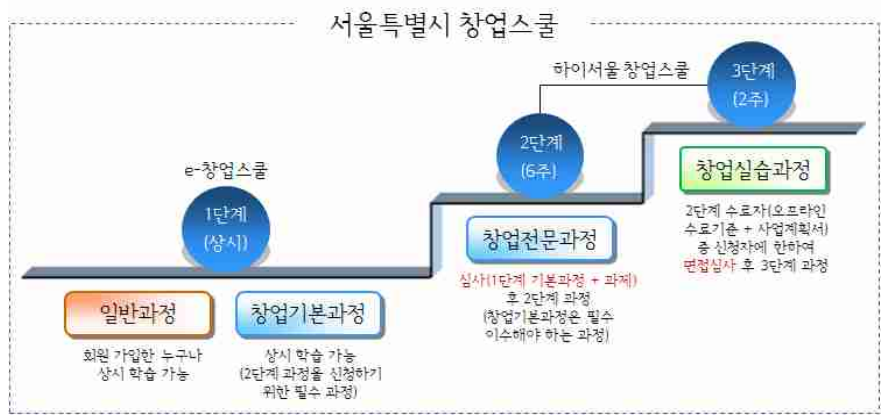 서울특별시 창업스쿨
하이서울 창업스쿨
3단계
(2주)
2단계
(6주)
e-창업스쿨
1단계
(상시)
창업실습과정
2단계 수료자(오프라인
수료기준 + 사업계획서)
중 신청자에 한하여
면접심사 후 3단계 과정
창업전문과정
심사(1단계 기본과정 + 과제)
후 2단계 과정
(창업기본과정은 필수
이수해야 하는 과정)
일반과정
회원 가입한 누구나
상시 학습 가능
창업기본과정
상시 학습 가능
(2단계 과정을 신청하기
위한 필수 과정)